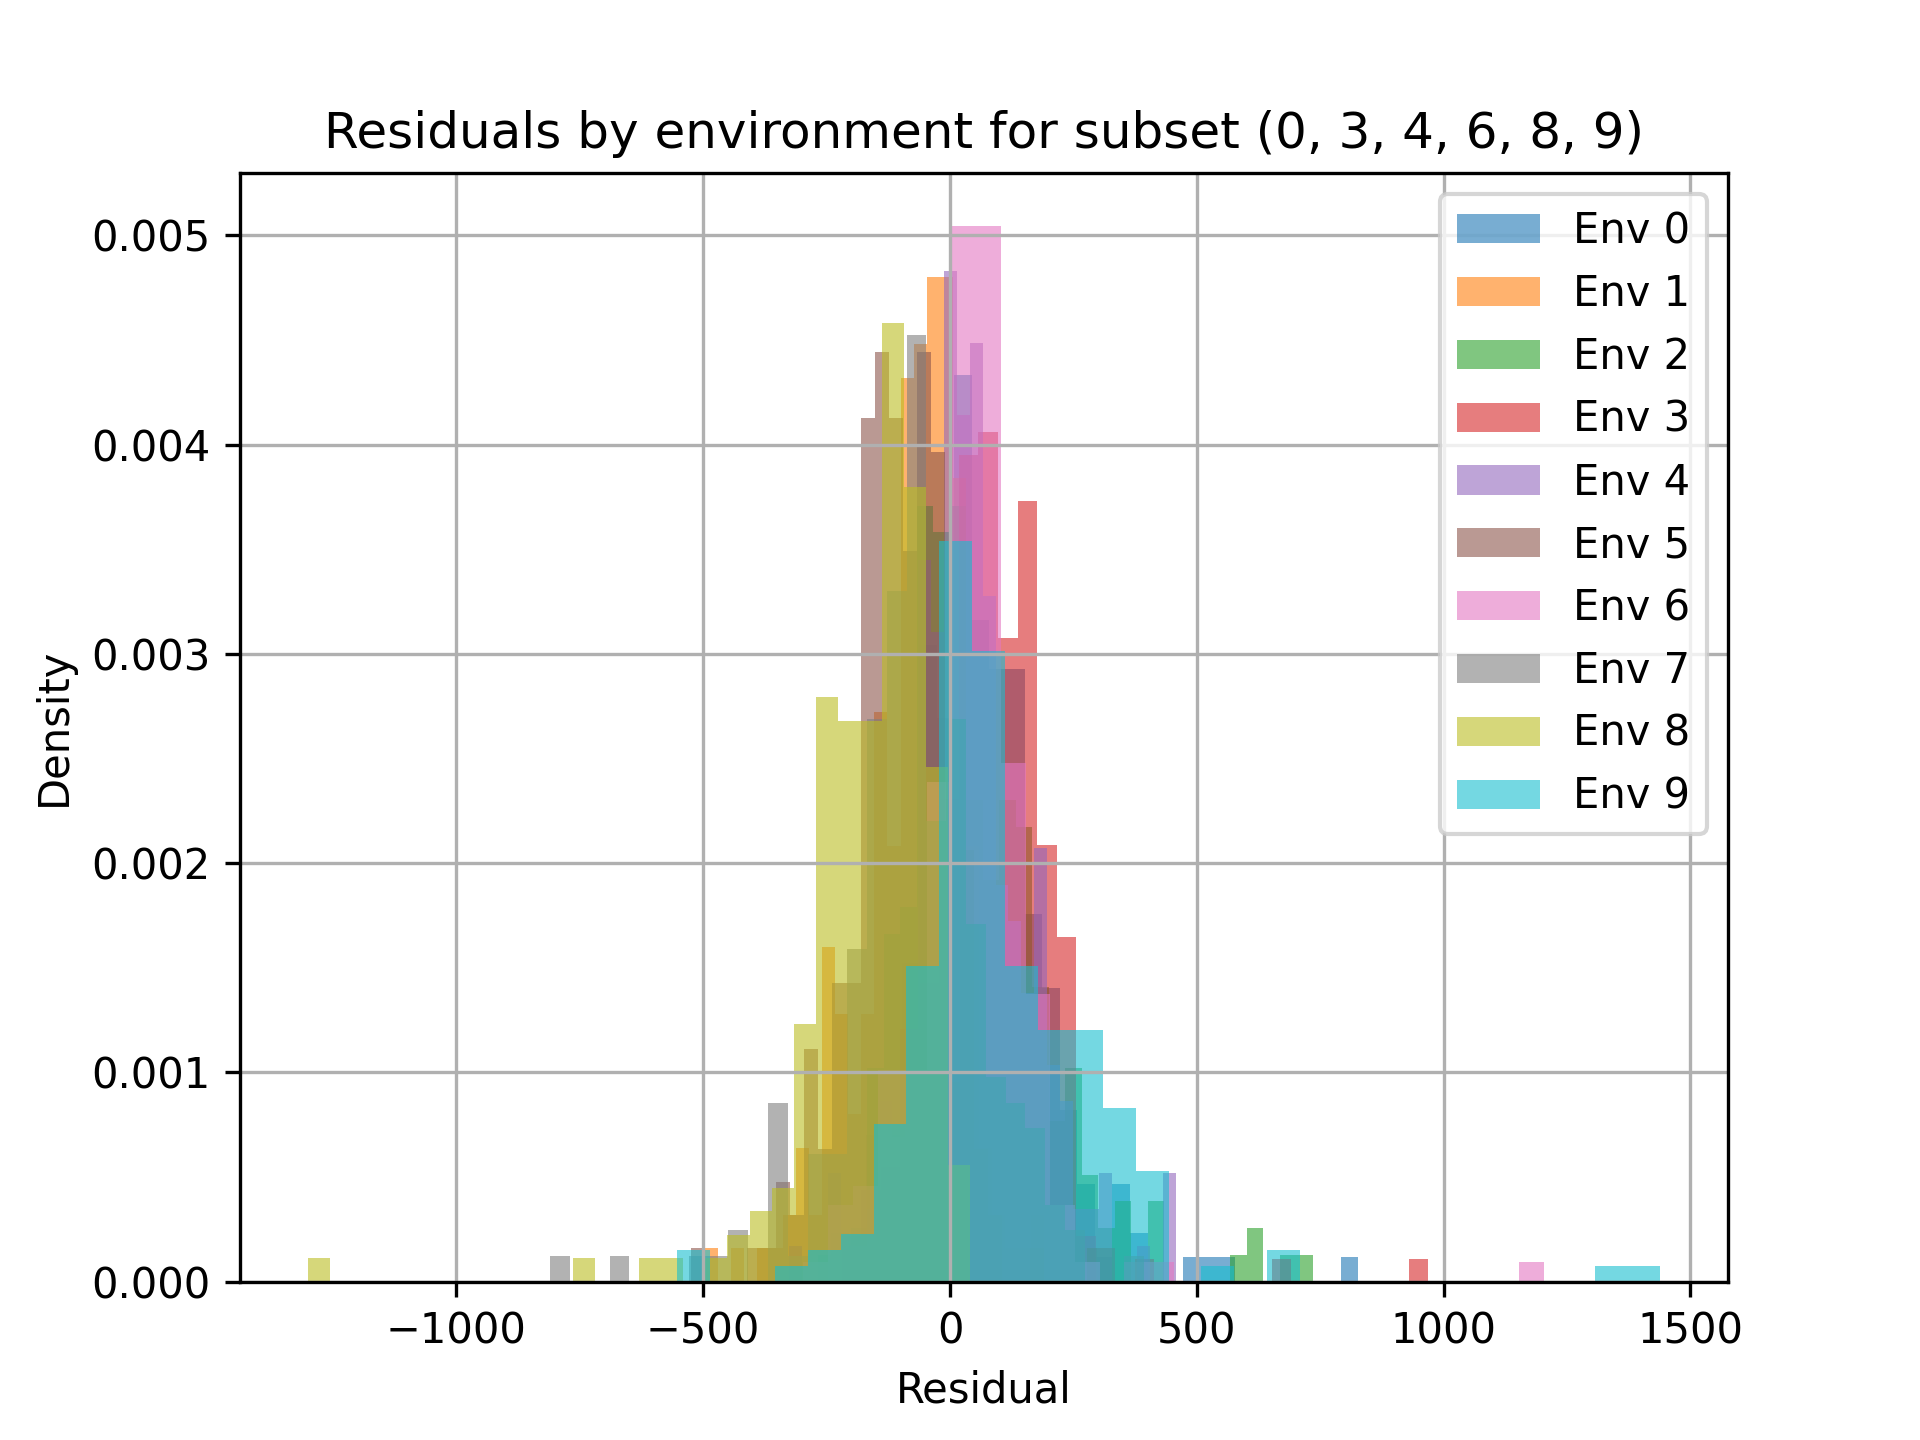 Residuals by environment for subset (0, 3, 4, 6, 8, 9)
0.005
0.004
0.003
0.002
0.001
0.000
Density
Env 0
Env 1
Env 2
Env 3
Env 4
Env 5
Env 6
Env 7
Env 8
Env 9
−1000 −500 0 500 1000 1500
Residual